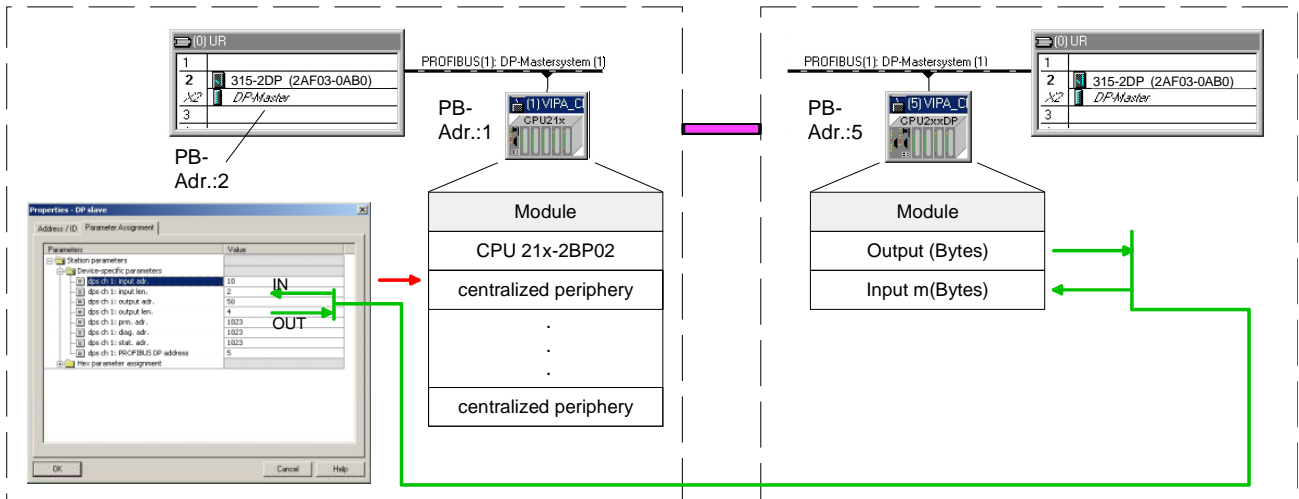 (0) UR
1
2 315-2DP (2AF03-0AB0)
X2 DP-Master
3
PROFIBUS(1): DP-Mastersystem (1)
PB-
Adr.:1
(1) VIPA_C
CPU21x
PB-
Adr.:2
Module
CPU 21x-2BP02
centralized periphery
.
.
.
centralized periphery
Properties - DP slave
Address / ID Parameter Assignment
Parameters Value
Station parameters
Device-specific parameters
dps ch 1: input adr. 10
dps ch 1: input len. 2
dps ch 1: output adr. 50
dps ch 1: output len. 4
dps ch 1: prm. adr. 1023
dps ch 1: diag. adr. 1023
dps ch 1: stat. adr. 1023
dps ch 1: PROFIBUS DP address 5
Hex parameter assignment
IN
OUT
OK Cancel Help
PROFIBUS(1): DP-Mastersystem (1)
PB-
Adr.:5
(5) VIPA_C
CPU2xxDP
(0) UR
1
2 315-2DP (2AF03-0AB0)
X2 DP-Master
3
Module
Output (Bytes)
Input m(Bytes)